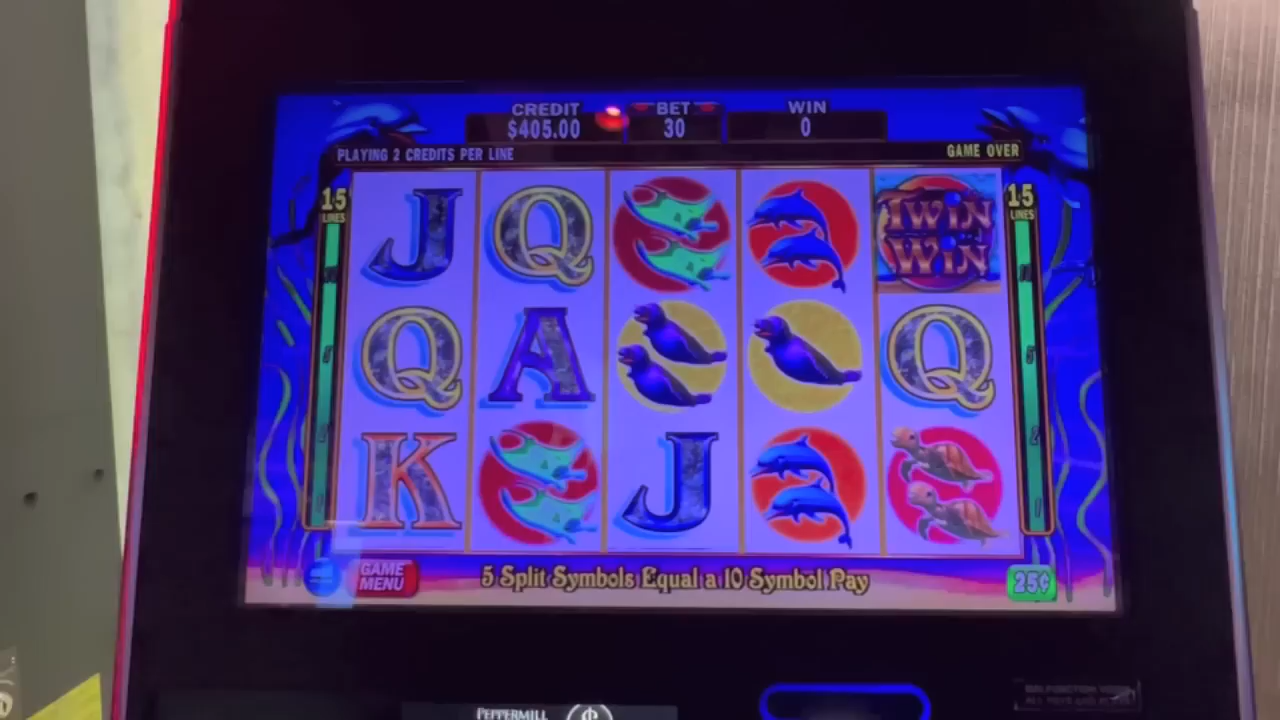 CREDIT BET WIN
$405.00 30 0
PLAYING 2 CREDITS PER LINE GAME OVER
15 LINES
15 LINES
J Q TWIN WIN
Q A Q
K J
GAME MENU
5 Split Symbols Equal a 10 Symbol Pay
25¢
PEPPERMILL